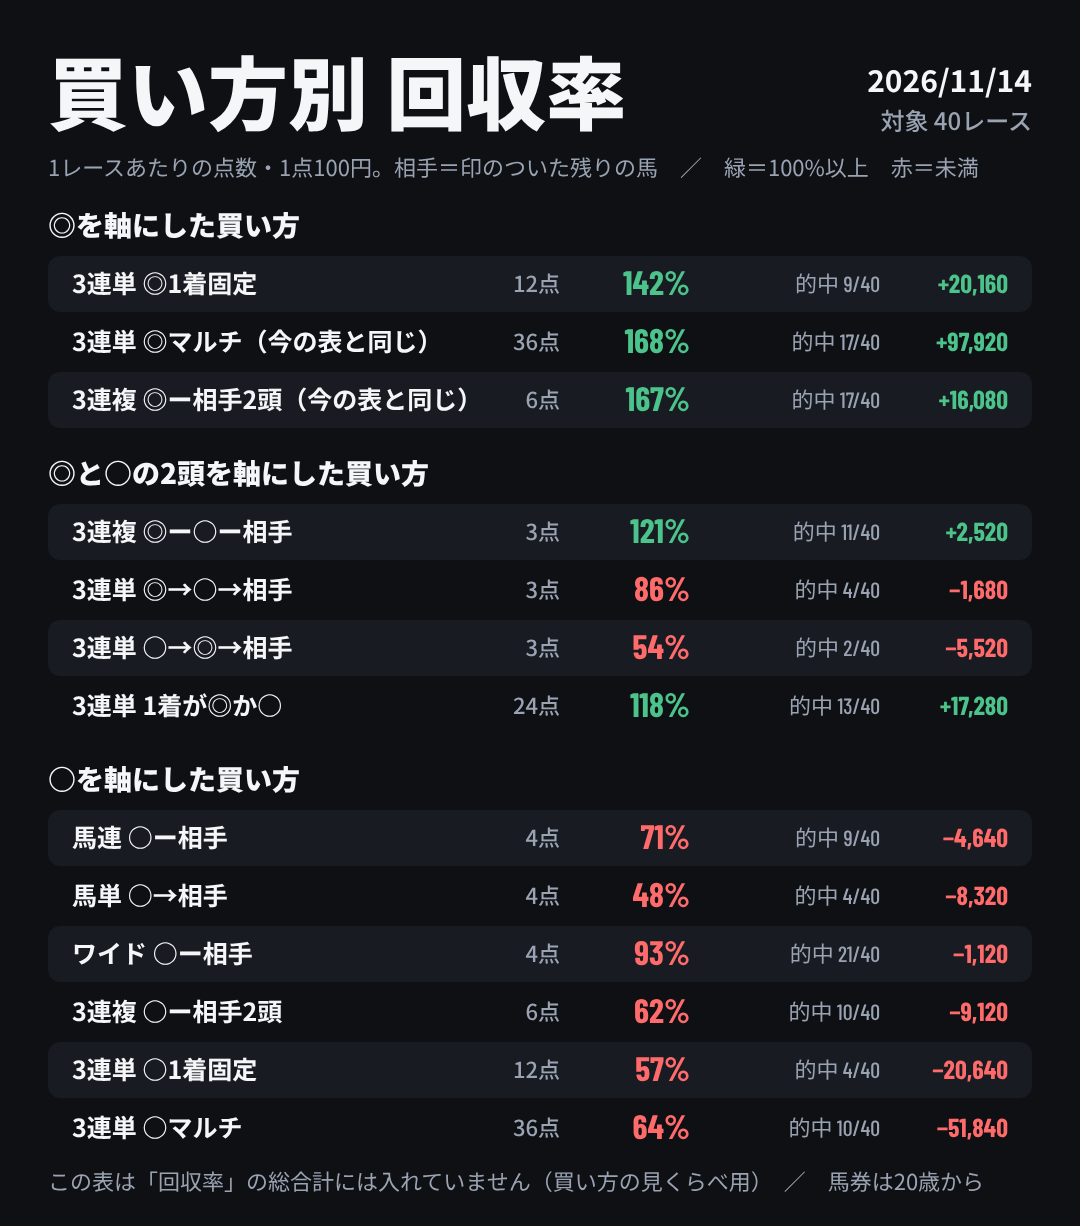 買い方別 回収率
2026/11/14
対象 40レース
1レースあたりの点数・1点100円。相手＝印のついた残りの馬　／　緑＝100%以上　赤＝未満
◎を軸にした買い方
3連単 ◎1着固定 12点 142% 的中 9/40 +20,160
3連単 ◎マルチ（今の表と同じ） 36点 168% 的中 17/40 +97,920
3連複 ◎ー相手2頭（今の表と同じ） 6点 167% 的中 17/40 +16,080
◎と〇の2頭を軸にした買い方
3連複 ◎ー〇ー相手 3点 121% 的中 11/40 +2,520
3連単 ◎→〇→相手 3点 86% 的中 4/40 −1,680
3連単 〇→◎→相手 3点 54% 的中 2/40 −5,520
3連単 1着が◎か〇 24点 118% 的中 13/40 +17,280
〇を軸にした買い方
馬連 〇ー相手 4点 71% 的中 9/40 −4,640
馬単 〇→相手 4点 48% 的中 4/40 −8,320
ワイド 〇ー相手 4点 93% 的中 21/40 −1,120
3連複 〇ー相手2頭 6点 62% 的中 10/40 −9,120
3連単 〇1着固定 12点 57% 的中 4/40 −20,640
3連単 〇マルチ 36点 64% 的中 10/40 −51,840
この表は「回収率」の総合計には入れていません（買い方の見くらべ用）　／　馬券は20歳から